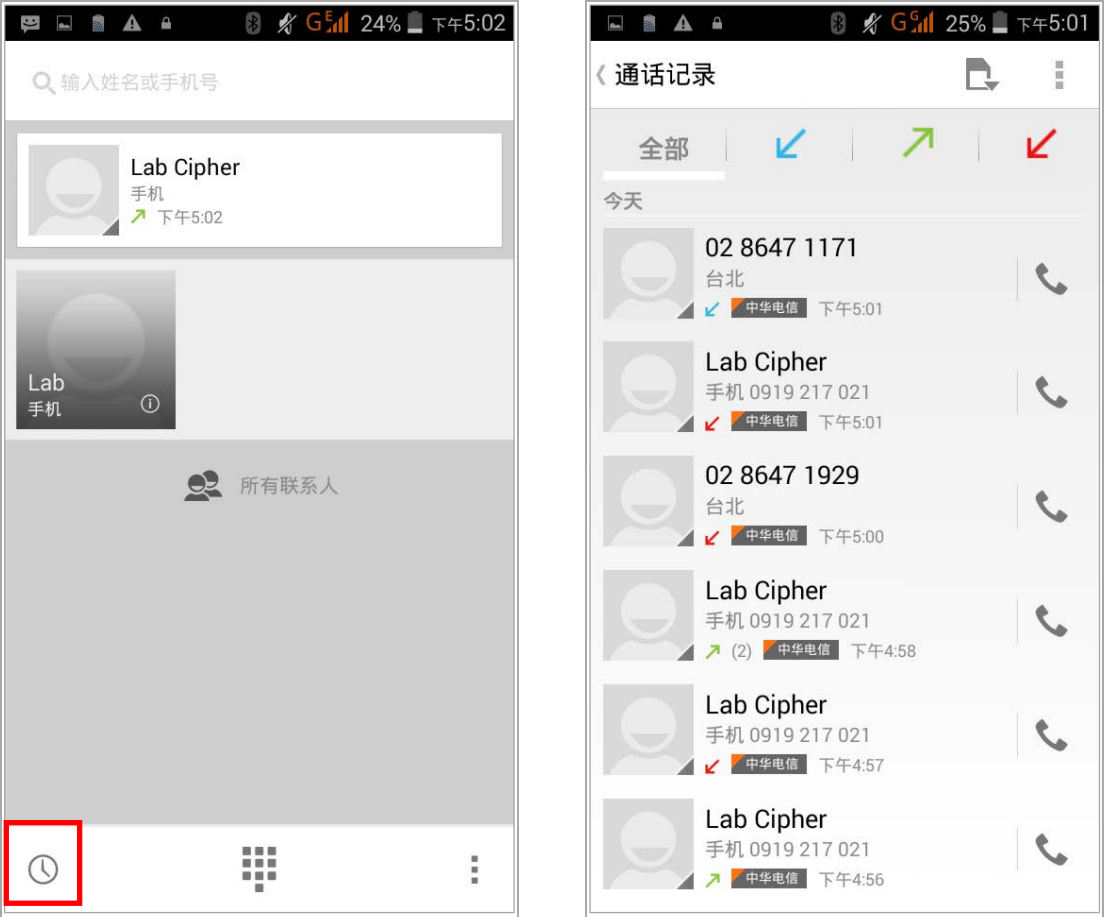 24% 下午5:02
输入姓名或手机号
Lab Cipher
手机
下午5:02
Lab
手机
所有联系人
25% 下午5:01
通话记录
全部
今天
02 8647 1171
台北
中华电信 下午5:01
Lab Cipher
手机 0919 217 021
中华电信 下午5:01
02 8647 1929
台北
中华电信 下午5:00
Lab Cipher
手机 0919 217 021
(2) 中华电信 下午4:58
Lab Cipher
手机 0919 217 021
中华电信 下午4:57
Lab Cipher
手机 0919 217 021
中华电信 下午4:56